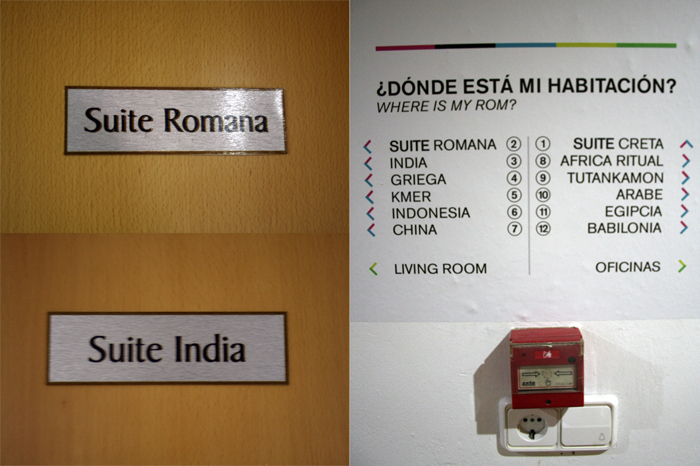 Suite Romana
Suite India
¿DÓNDE ESTÁ MI HABITACIÓN?
WHERE IS MY ROM?
SUITE ROMANA 2
INDIA 3
GRIEGA 4
KMER 5
INDONESIA 6
CHINA 7
LIVING ROOM
1 SUITE CRETA
8 AFRICA RITUAL
9 TUTANKAMON
10 ARABE
11 EGIPCIA
12 BABILONIA
OFICINAS